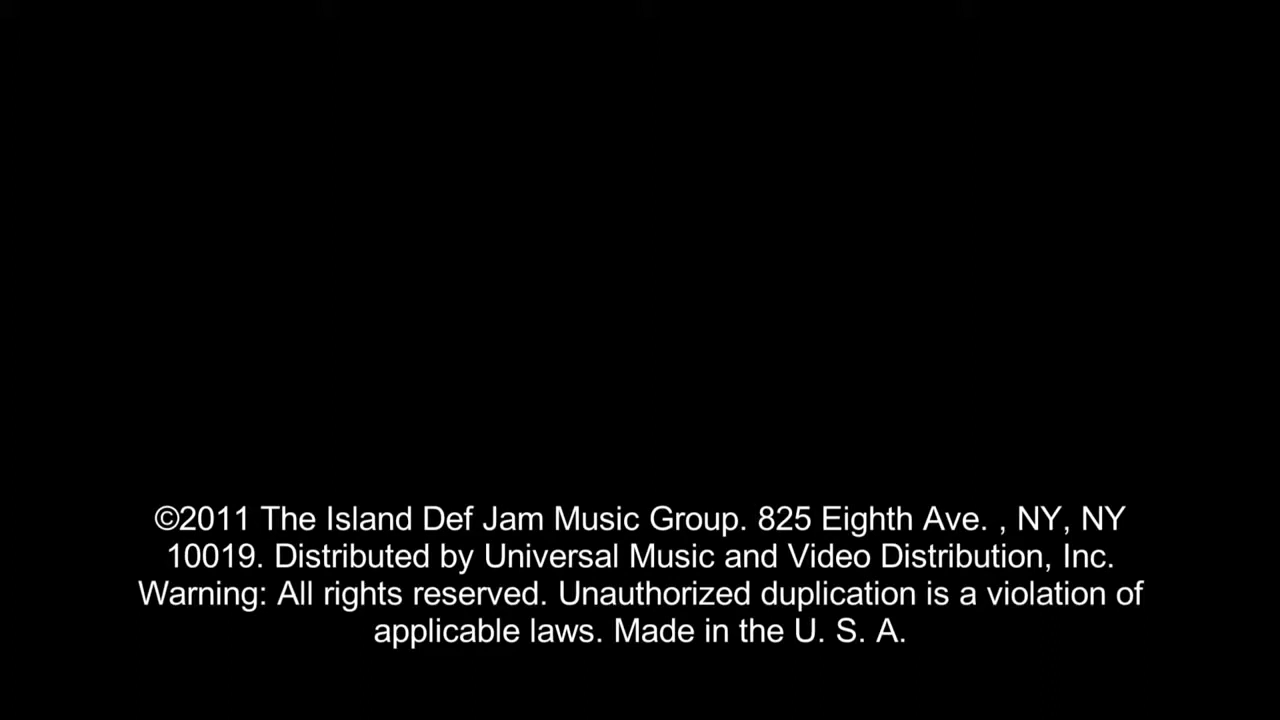 ©2011 The Island Def Jam Music Group. 825 Eighth Ave. , NY, NY
10019. Distributed by Universal Music and Video Distribution, Inc.
Warning: All rights reserved. Unauthorized duplication is a violation of
applicable laws. Made in the U. S. A.